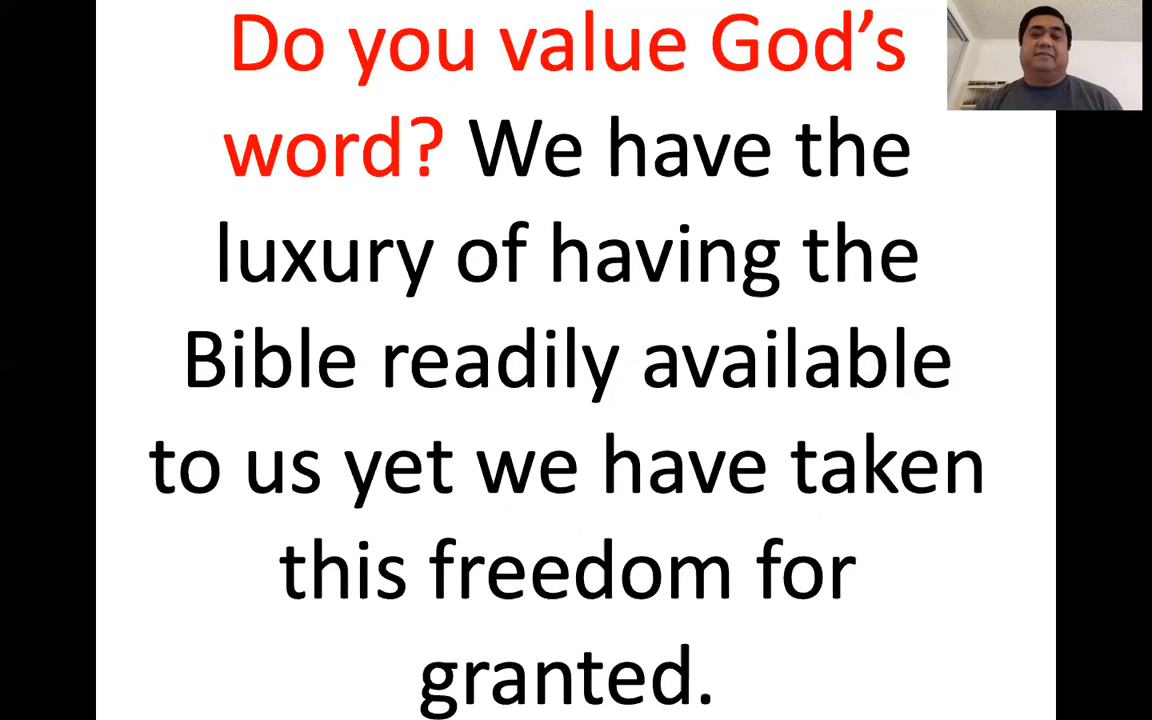 Do you value God’s
word? We have the
luxury of having the
Bible readily available
to us yet we have taken
this freedom for
granted.